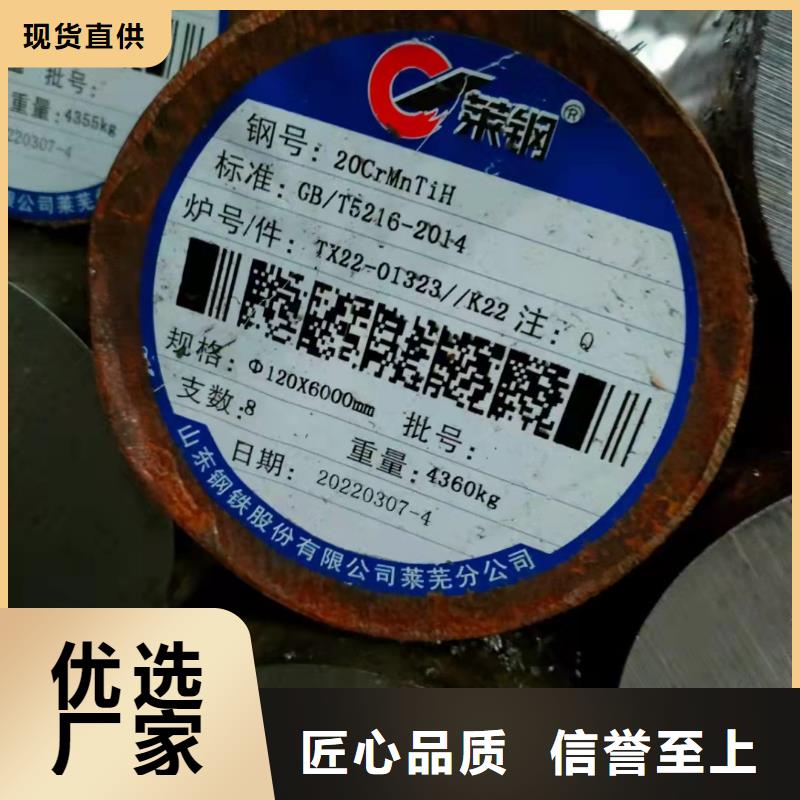 现货直供
批号:
重量: 4355kg
20220307-4
限公司莱芜
莱钢®
钢号: 20CrMnTiH
标准: GB/T5216-2014
炉号/件: TX22-01323//K22 注: Q
规格: Φ120X6000mm 批号:
支数: 8 重量: 4360kg
日期: 20220307-4
山东钢铁股份有限公司莱芜分公司
优选
厂家
匠心品质 信誉至上